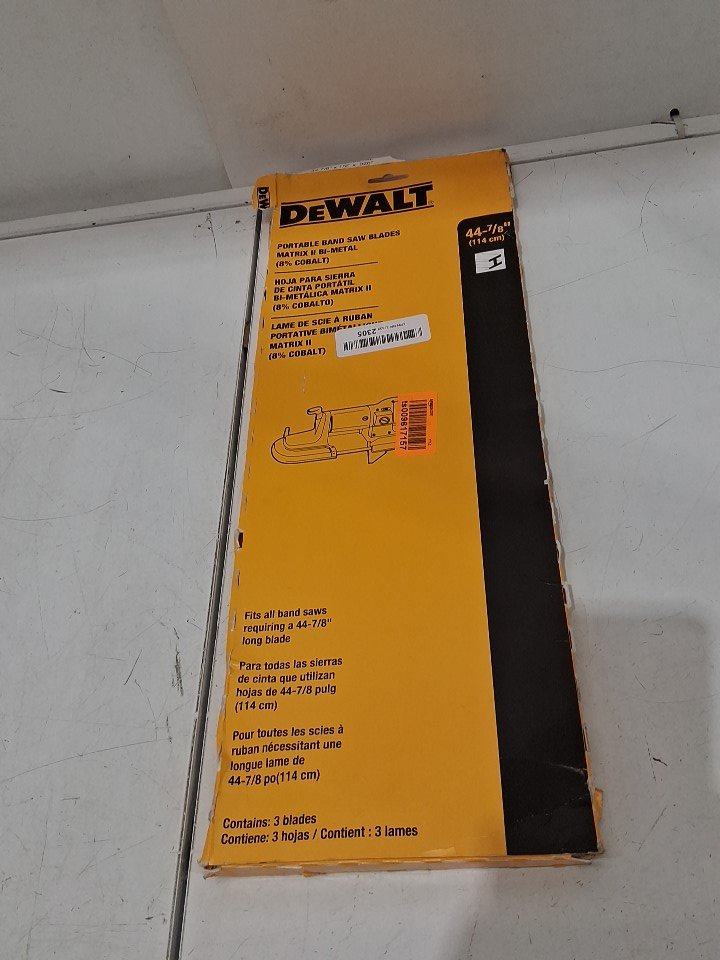 DEWALT
PORTABLE BAND SAW BLADES
MATRIX II BI-METAL
(8% COBALT)
HOJA PARA SIERRA
DE CINTA PORTÁTIL
BI-METÁLICA MATRIX II
(8% COBALTO)
LAME DE SCIE À RUBAN
PORTATIVE
MATRIX II
(8% COBALT)
44-7/8"
(114 cm)
H
2305
ts009617157
Fits all band saws
requiring a 44-7/8"
long blade
Para todas las sierras
de cinta que utilizan
hojas de 44-7/8 pulg
(114 cm)
Pour toutes les scies à
ruban nécessitant une
longue lame de
44-7/8 po(114 cm)
Contains: 3 blades
Contiene: 3 hojas / Contient : 3 lames